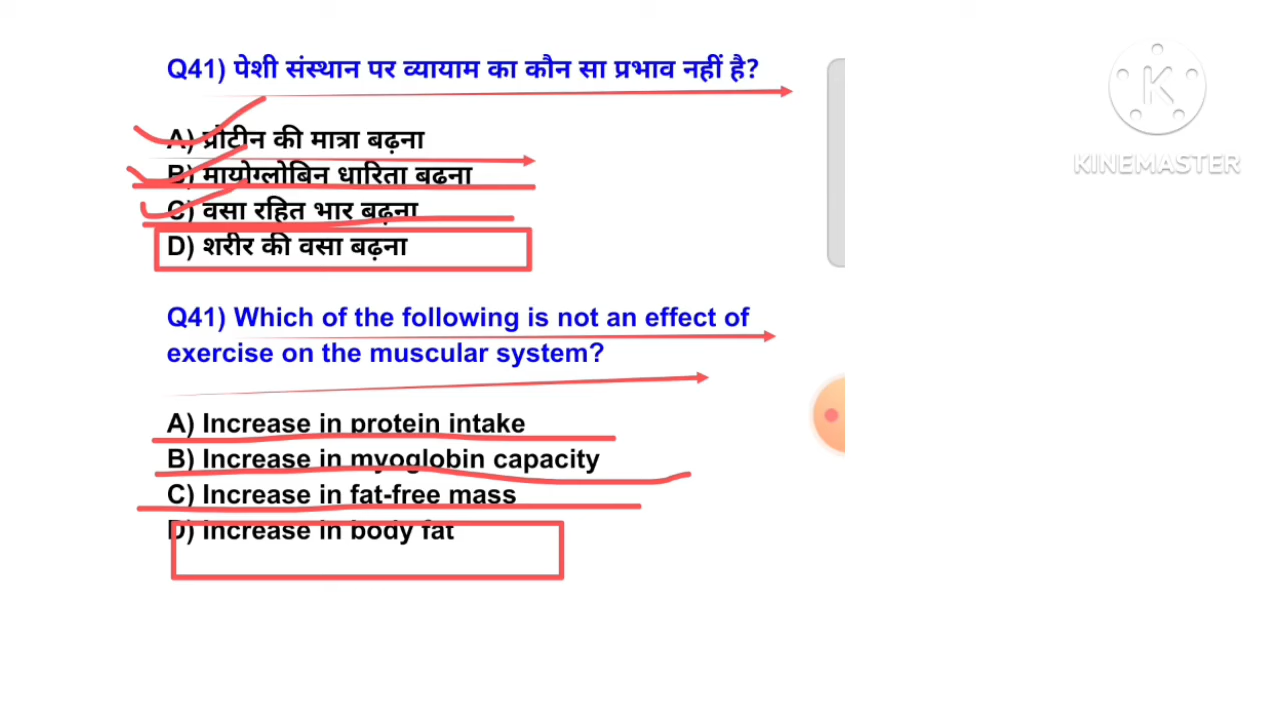 Q41) पेशी संस्थान पर व्यायाम का कौन सा प्रभाव नहीं है?
A) प्रोटीन की मात्रा बढ़ना
B) मायोग्लोबिन धारिता बढ़ना
C) वसा रहित भार बढ़ना
D) शरीर की वसा बढ़ना
Q41) Which of the following is not an effect of
exercise on the muscular system?
A) Increase in protein intake
B) Increase in myoglobin capacity
C) Increase in fat-free mass
D) Increase in body fat
K
KINEMASTER